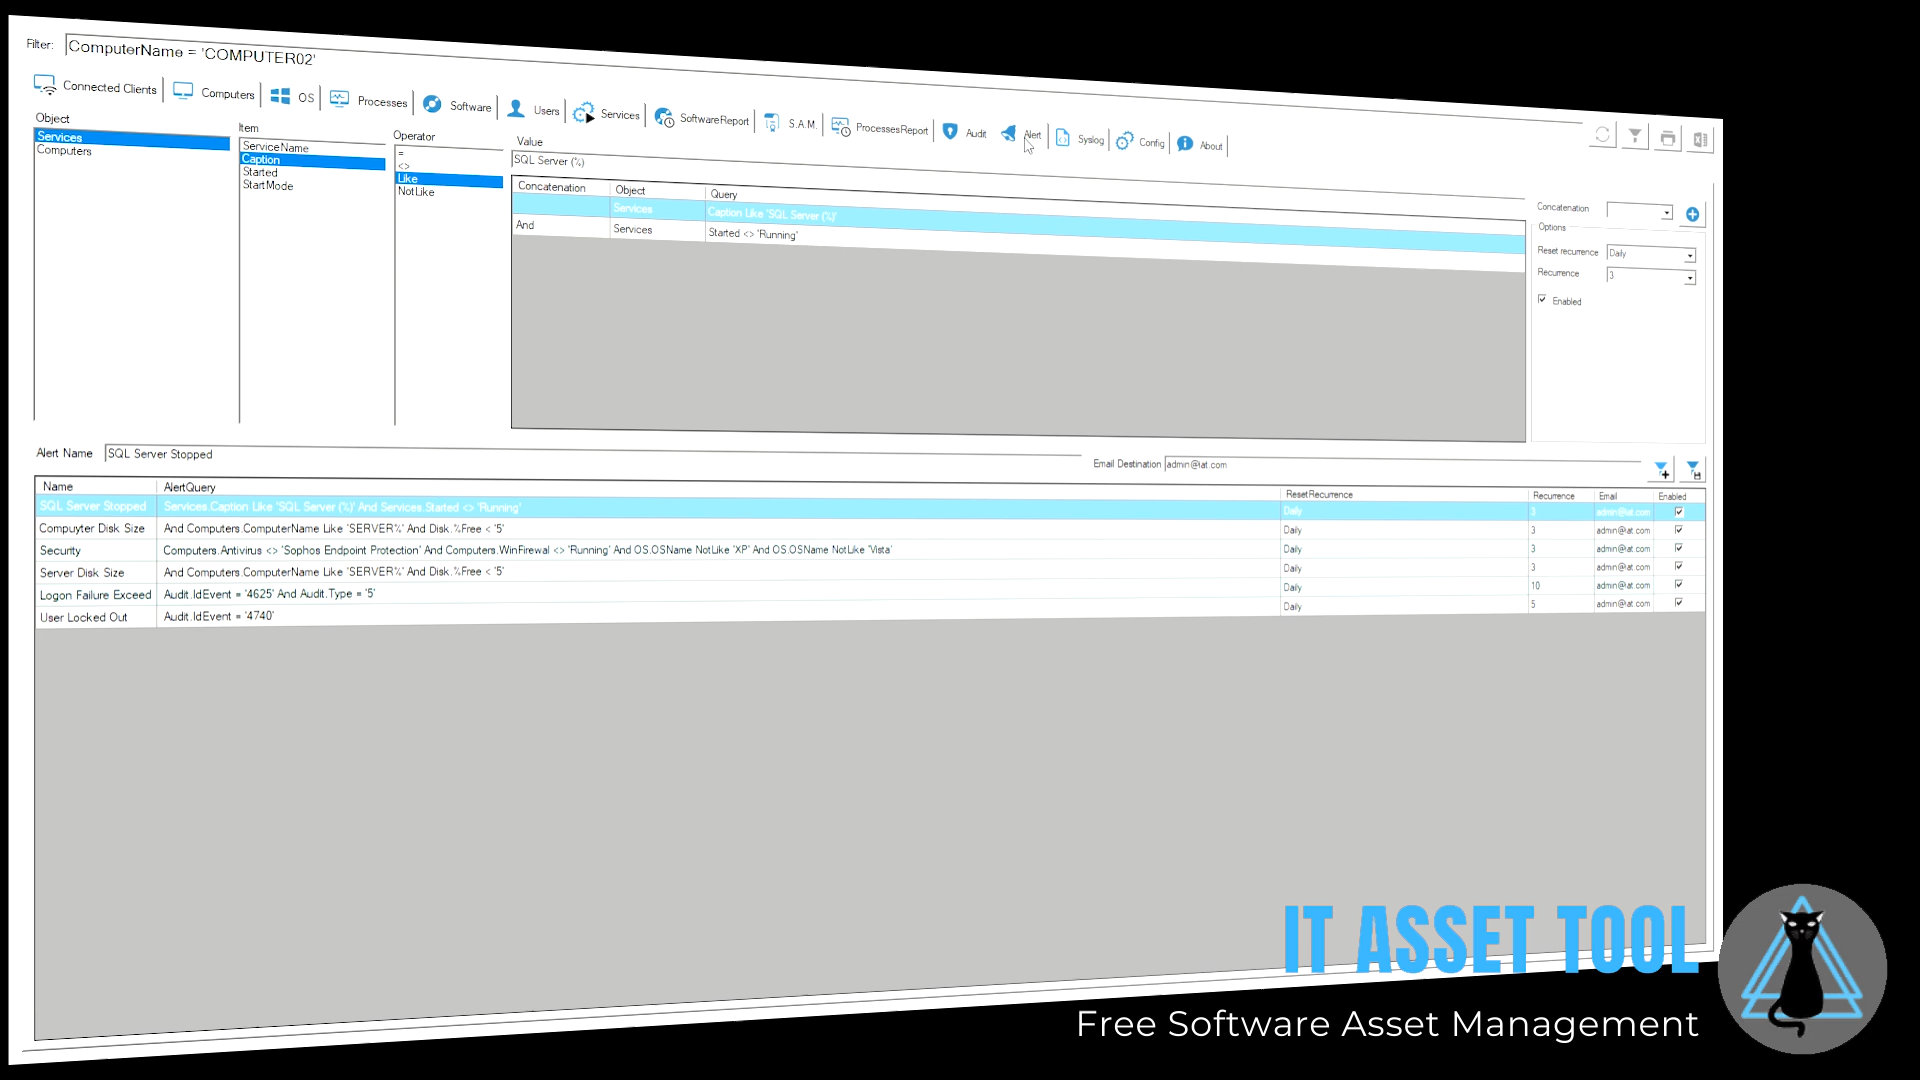 Filter: ComputerName = 'COMPUTER02'
Connected Clients Computers OS Processes Software Users Services SoftwareReport S.A.M. ProcessesReport Audit Alert Syslog Config About
Object Item Operator Value
Services
Computers
ServiceName
Caption
Started
StartMode
=
<>
Like
NotLike
SQL Server (%)
Concatenation Object Query
Services Caption Like 'SQL Server (%)'
And Services Started <> 'Running'
Concatenation
Options
Reset recurrence Daily
Recurrence 3
Enabled
Alert Name SQL Server Stopped Email Destination admin@iat.com
Name AlertQuery ResetRecurrence Recurrence Email Enabled
SQL Server Stopped Services.Caption Like 'SQL Server (%)' And Services.Started <> 'Running' Daily 3 admin@iat.com
Compuyter Disk Size And Computers.ComputerName Like 'SERVER%' And Disk.%Free < '5' Daily 3 admin@iat.com
Security Computers.Antivirus <> 'Sophos Endpoint Protection' And Computers.WinFirewal <> 'Running' And OS.OSName NotLike 'XP' And OS.OSName NotLike 'Vista' Daily 3 admin@iat.com
Server Disk Size And Computers.ComputerName Like 'SERVER%' And Disk.%Free < '5' Daily 3 admin@iat.com
Logon Failure Exceed Audit.IdEvent = '4625' And Audit.Type = '5' Daily 10 admin@iat.com
User Locked Out Audit.IdEvent = '4740' Daily 5 admin@iat.com
IT ASSET TOOL
Free Software Asset Management